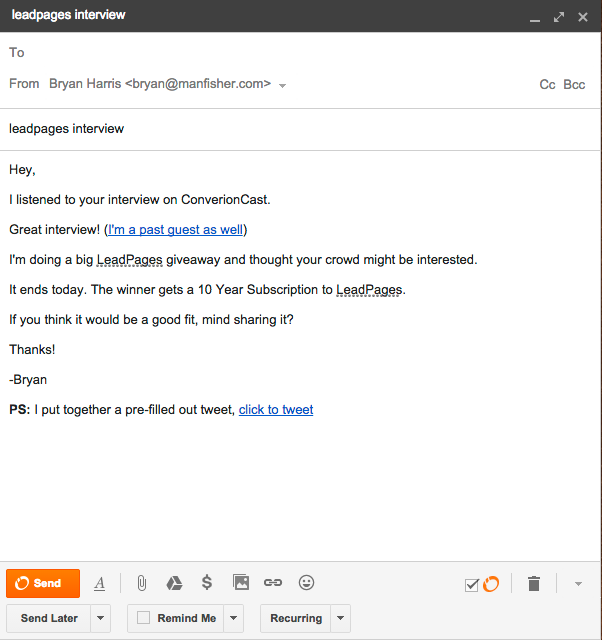 leadpages interview
To
From Bryan Harris <bryan@manfisher.com> Cc Bcc
leadpages interview
Hey,
I listened to your interview on ConverionCast.
Great interview! (I'm a past guest as well)
I'm doing a big LeadPages giveaway and thought your crowd might be interested.
It ends today. The winner gets a 10 Year Subscription to LeadPages.
If you think it would be a good fit, mind sharing it?
Thanks!
-Bryan
PS: I put together a pre-filled out tweet, click to tweet
Send A $
Send Later Remind Me Recurring